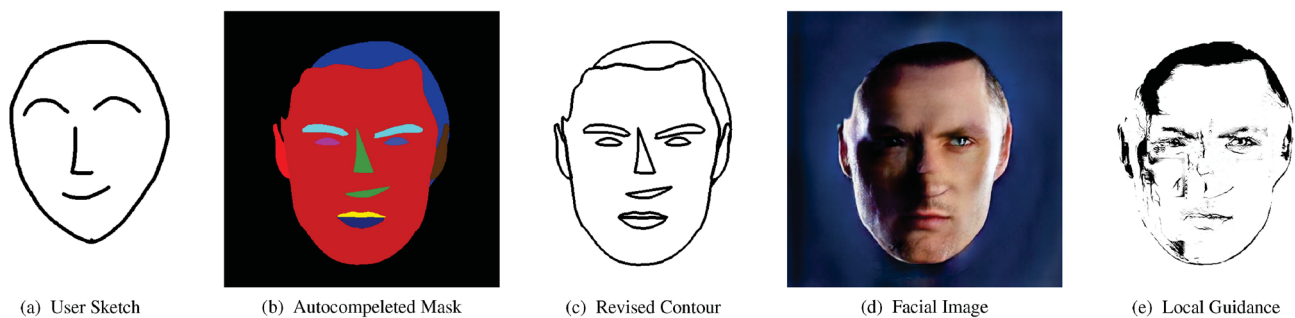 (a) User Sketch
(b) Autocompeleted Mask
(c) Revised Contour
(d) Facial Image
(e) Local Guidance